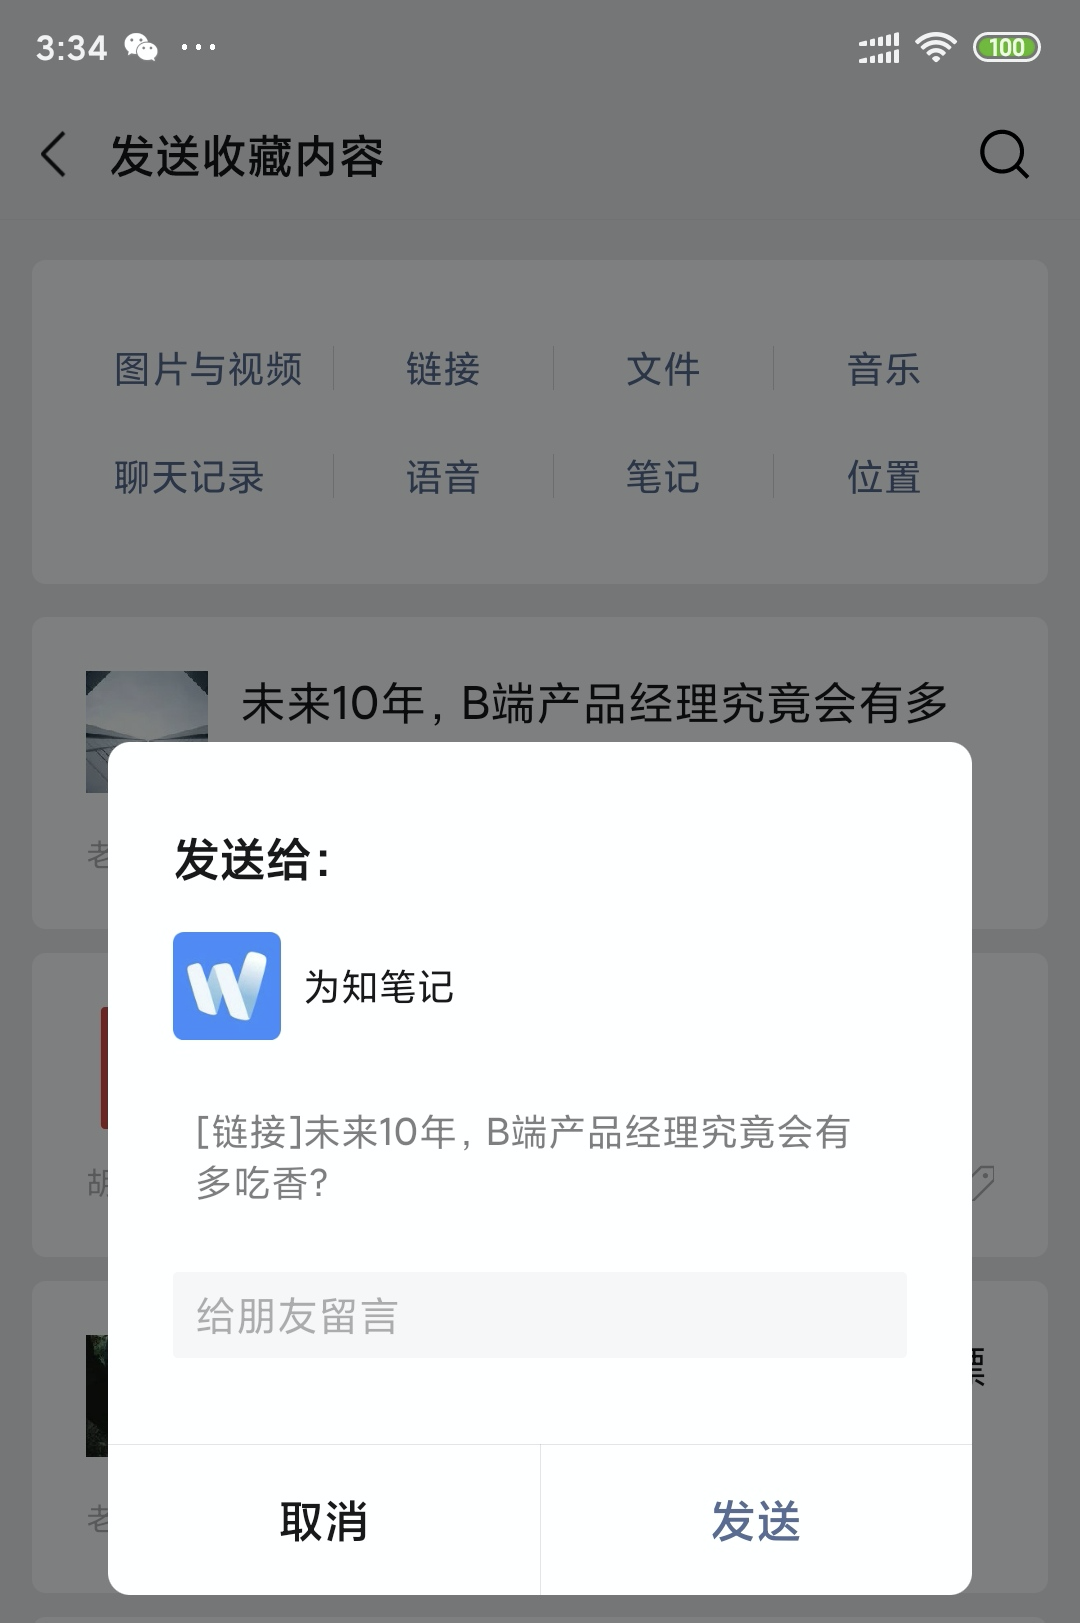 3:34
100
发送收藏内容
图片与视频 链接 文件 音乐
聊天记录 语音 笔记 位置
未来10年，B端产品经理究竟会有多
老
发送给：
为知笔记
[链接]未来10年，B端产品经理究竟会有
多吃香？
胡
给朋友留言
票
老
取消 发送